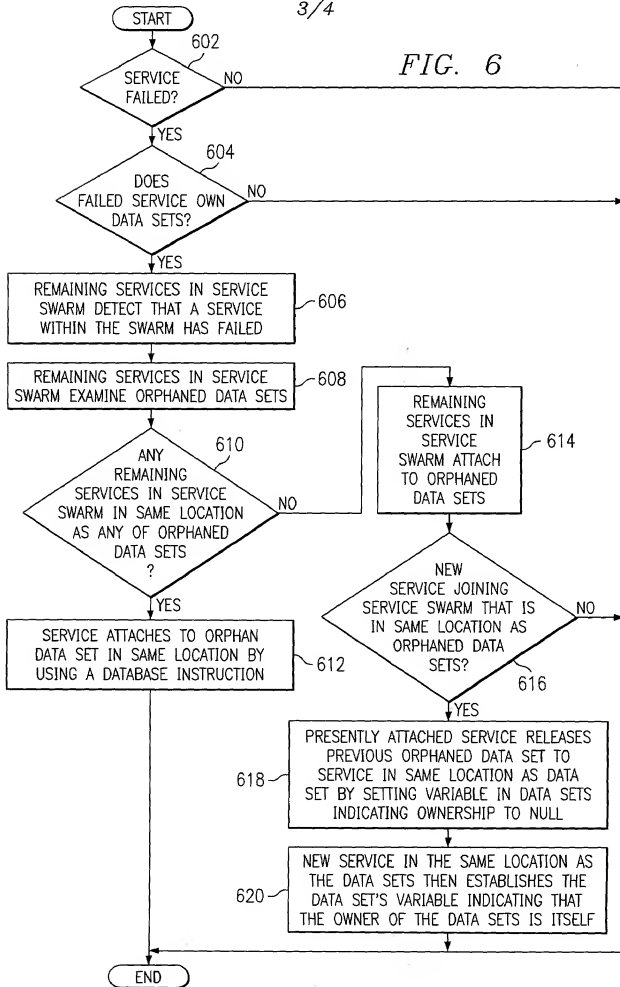 3/4
FIG. 6
START
602
SERVICE
FAILED?
NO
YES
604
DOES
FAILED SERVICE OWN
DATA SETS?
NO
YES
REMAINING SERVICES IN SERVICE
SWARM DETECT THAT A SERVICE
WITHIN THE SWARM HAS FAILED
606
REMAINING SERVICES IN SERVICE
SWARM EXAMINE ORPHANED DATA SETS
608
610
ANY
REMAINING
SERVICES IN SERVICE
SWARM IN SAME LOCATION
AS ANY OF ORPHANED
DATA SETS
?
NO
YES
SERVICE ATTACHES TO ORPHAN
DATA SET IN SAME LOCATION BY
USING A DATABASE INSTRUCTION
612
REMAINING
SERVICES IN
SERVICE
SWARM ATTACH
TO ORPHANED
DATA SETS
614
NEW
SERVICE JOINING
SERVICE SWARM THAT IS
IN SAME LOCATION AS
ORPHANED DATA
SETS?
NO
616
YES
PRESENTLY ATTACHED SERVICE RELEASES
PREVIOUS ORPHANED DATA SET TO
SERVICE IN SAME LOCATION AS DATA
SET BY SETTING VARIABLE IN DATA SETS
INDICATING OWNERSHIP TO NULL
618
NEW SERVICE IN THE SAME LOCATION AS
THE DATA SETS THEN ESTABLISHES THE
DATA SET'S VARIABLE INDICATING THAT
THE OWNER OF THE DATA SETS IS ITSELF
620
END